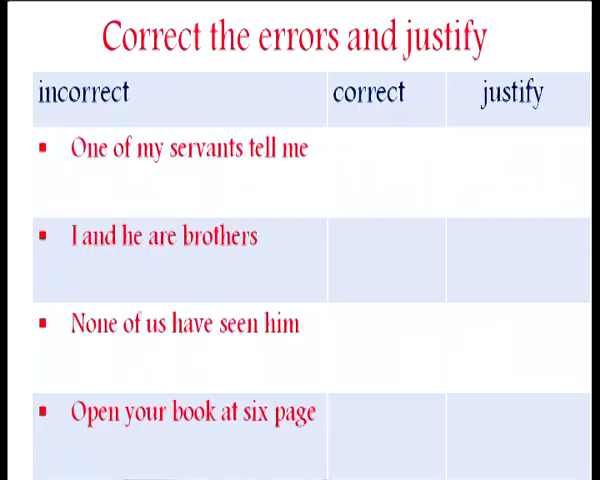 Correct the errors and justify
incorrect correct justify
▪ One of my servants tell me
▪ I and he are brothers
▪ None of us have seen him
▪ Open your book at six page